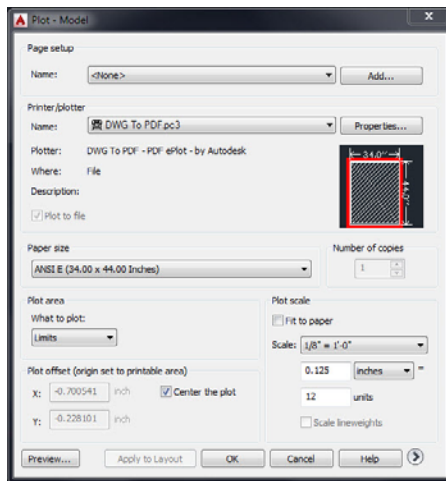 Plot - Model
x
Page setup
Name: <None> Add...
Printer/plotter
Name: DWG To PDF.pc3 Properties...
Plotter: DWG To PDF - PDF ePlot - by Autodesk
Where: File
Description:
Plot to file
34.0"
44.0"
Paper size
ANSI E (34.00 x 44.00 Inches)
Number of copies
1
Plot area
What to plot:
Limits
Plot offset (origin set to printable area)
X: -0.700541 inch Center the plot
Y: -0.228101 inch
Plot scale
Fit to paper
Scale: 1/8" = 1'-0"
0.125 inches =
12 units
Scale lineweights
Preview... Apply to Layout OK Cancel Help